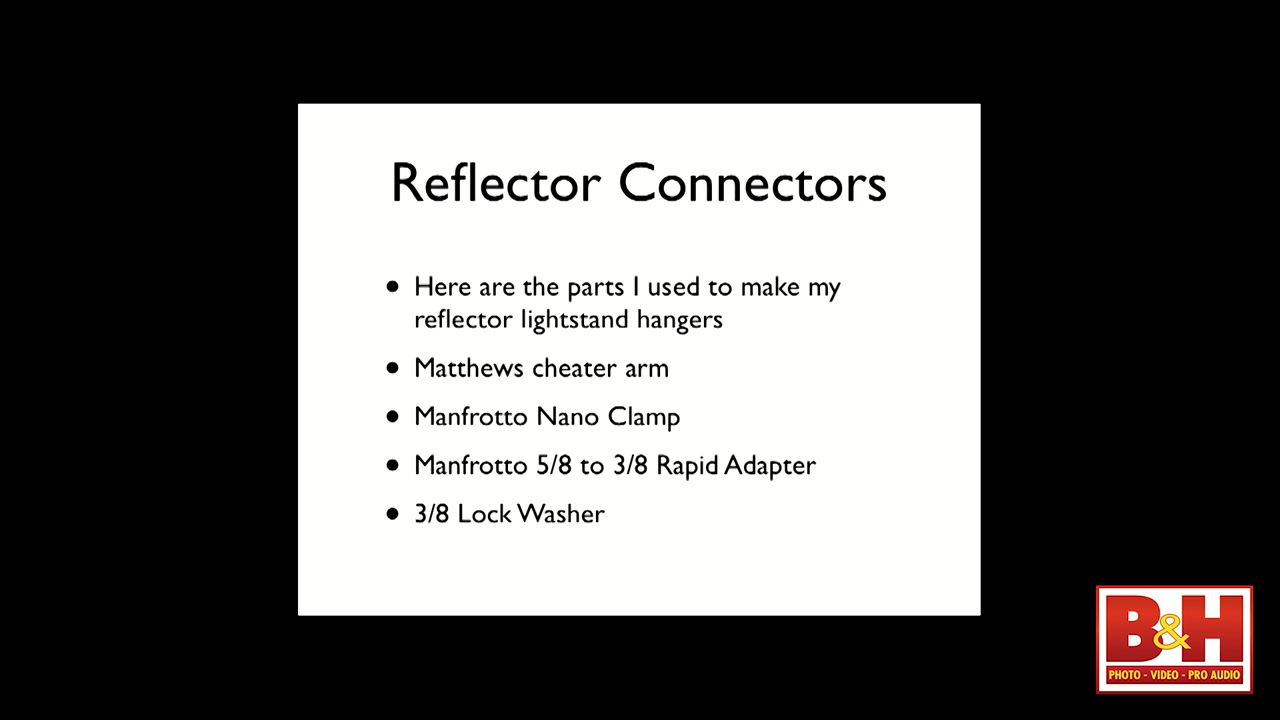 Reflector Connectors
• Here are the parts I used to make my
reflector lightstand hangers
• Matthews cheater arm
• Manfrotto Nano Clamp
• Manfrotto 5/8 to 3/8 Rapid Adapter
• 3/8 Lock Washer
B&H
PHOTO - VIDEO - PRO AUDIO